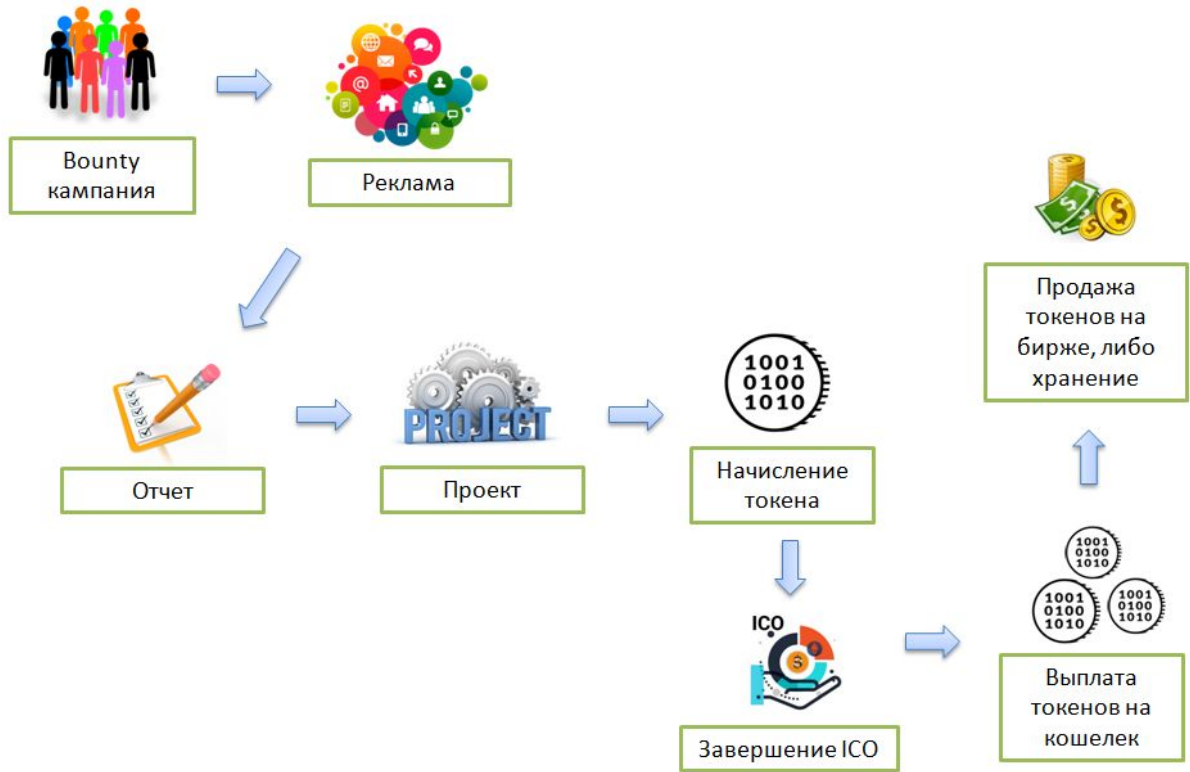 Bounty
кампания
Реклама
Отчет
PROJECT
Проект
1001
0100
1010
Начисление
токена
ICO
Завершение ICO
1001
0100
1010
1001
0100
1010
1001
0100
1010
Выплата
токенов на
кошелек
Продажа
токенов на
бирже, либо
хранение